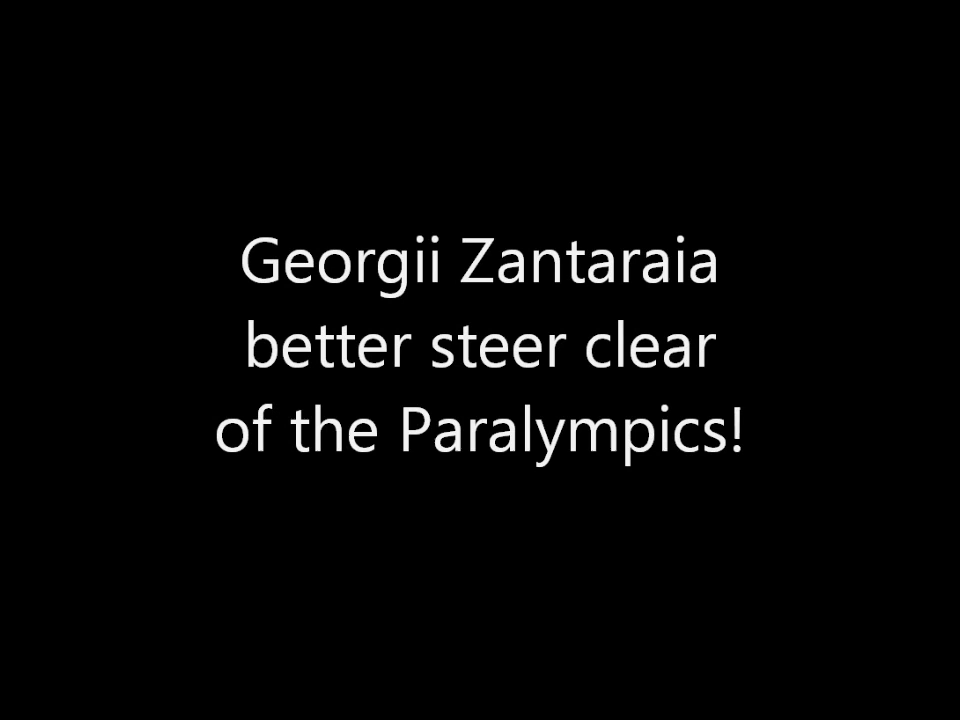 Georgii Zantaraia
better steer clear
of the Paralympics!